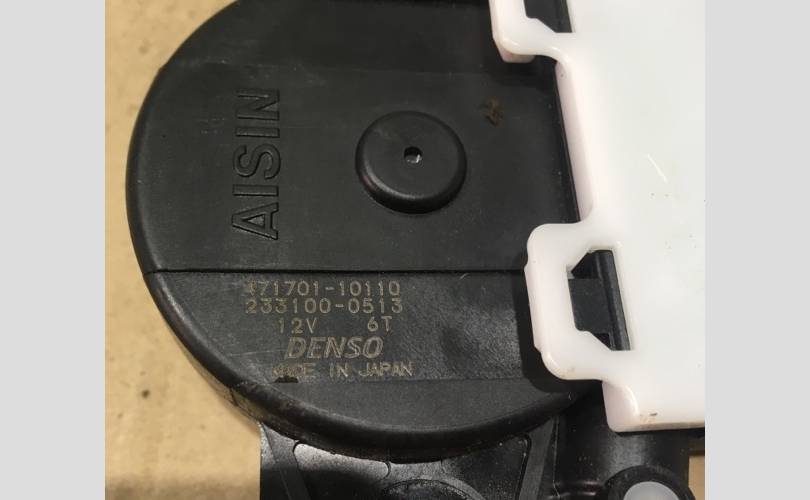 AISIN
471701-10110
233100-0513
12V 6T
DENSO
MADE IN JAPAN